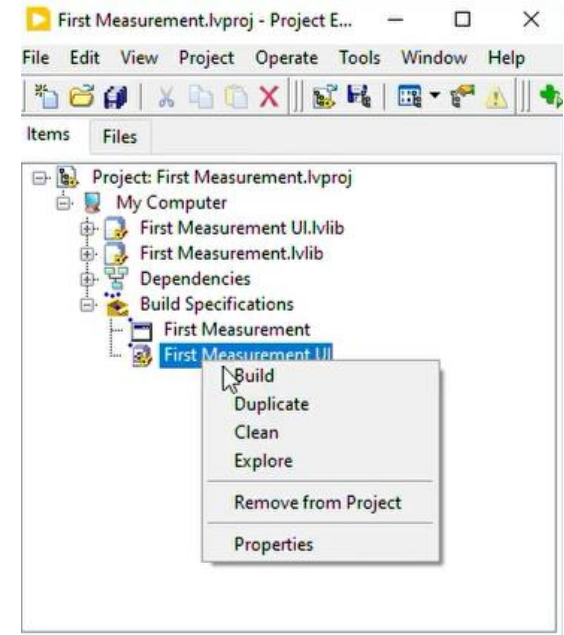 First Measurement.lvproj - Project E...
File Edit View Project Operate Tools Window Help
Items Files
Project: First Measurement.lvproj
My Computer
First Measurement UI.lvlib
First Measurement.lvlib
Dependencies
Build Specifications
First Measurement
First Measurement UI
Build
Duplicate
Clean
Explore
Remove from Project
Properties